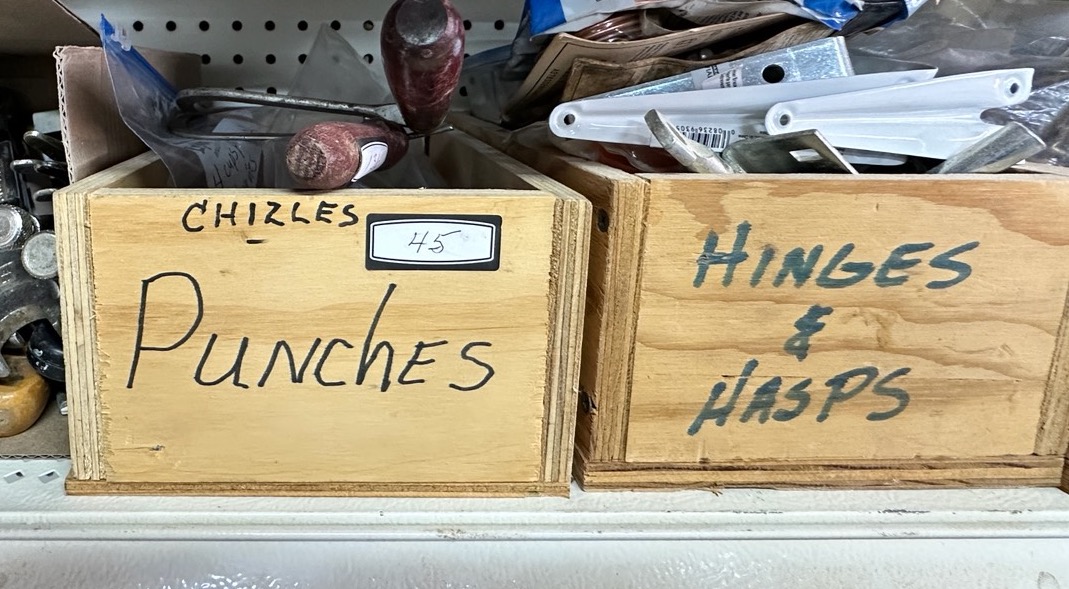 CHIZLES
45
PUNChES
HINGES
&
HASPS